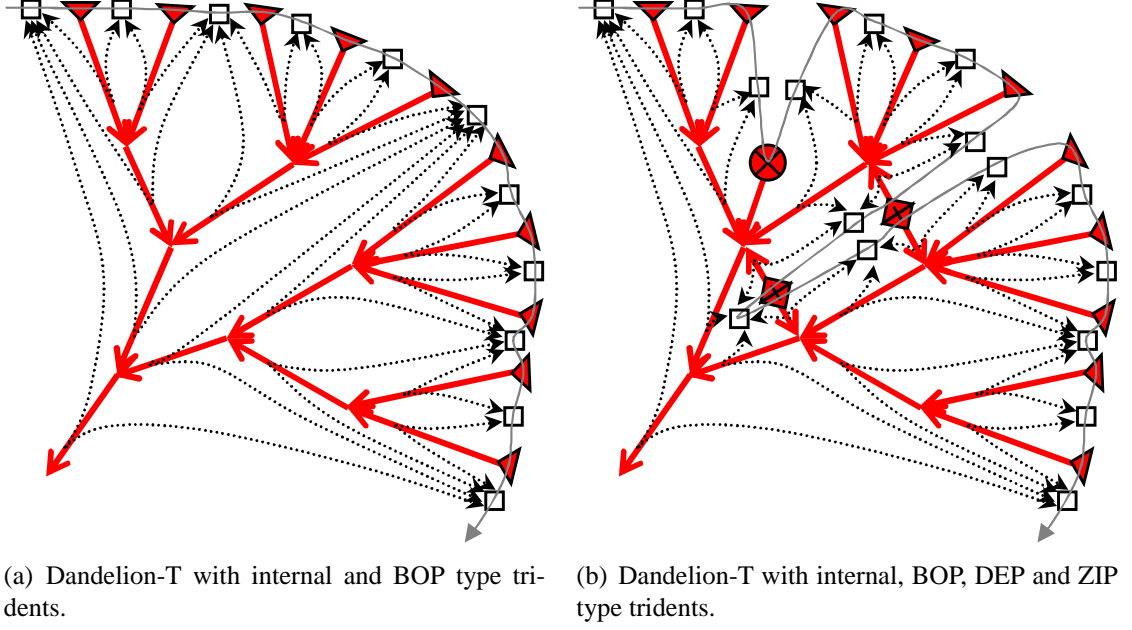 (a) Dandelion-T with internal and BOP type tri-
dents.
(b) Dandelion-T with internal, BOP, DEP and ZIP
type tridents.